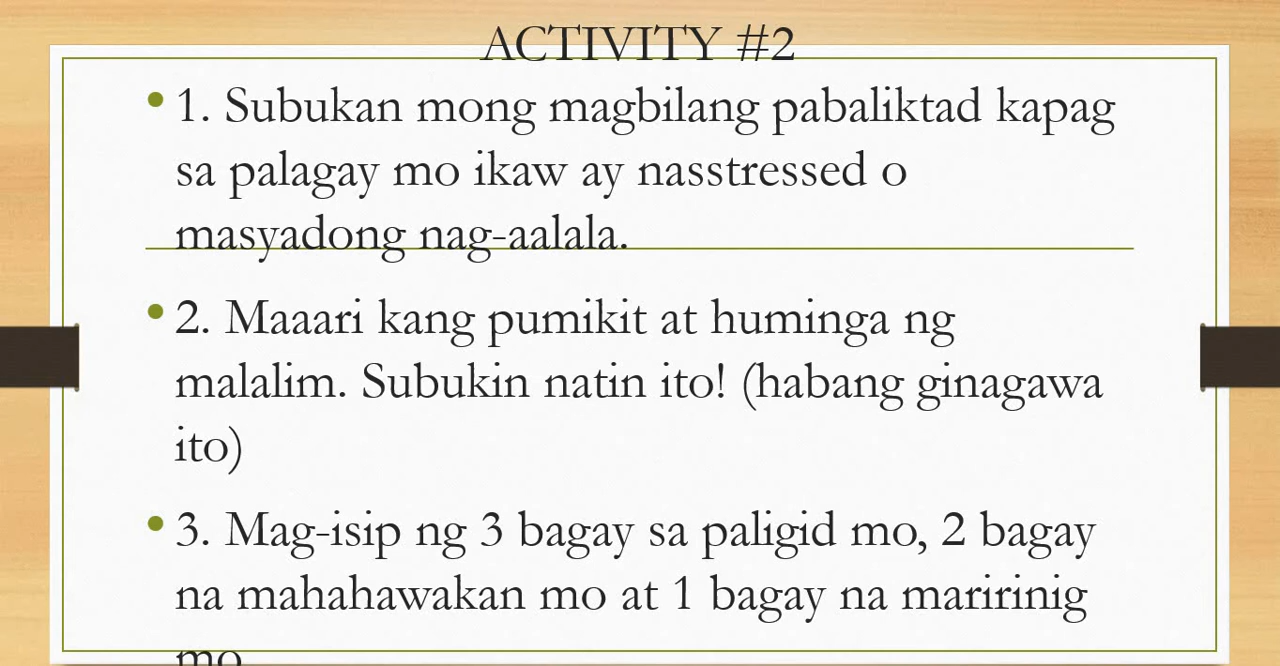 ACTIVITY #2
• 1. Subukan mong magbilang pabaliktad kapag
sa palagay mo ikaw ay nasstressed o
masyadong nag-aalala.
• 2. Maaari kang pumikit at huminga ng
malalim. Subukin natin ito! (habang ginagawa
ito)
• 3. Mag-isip ng 3 bagay sa paligid mo, 2 bagay
na mahahawakan mo at 1 bagay na maririnig
mo